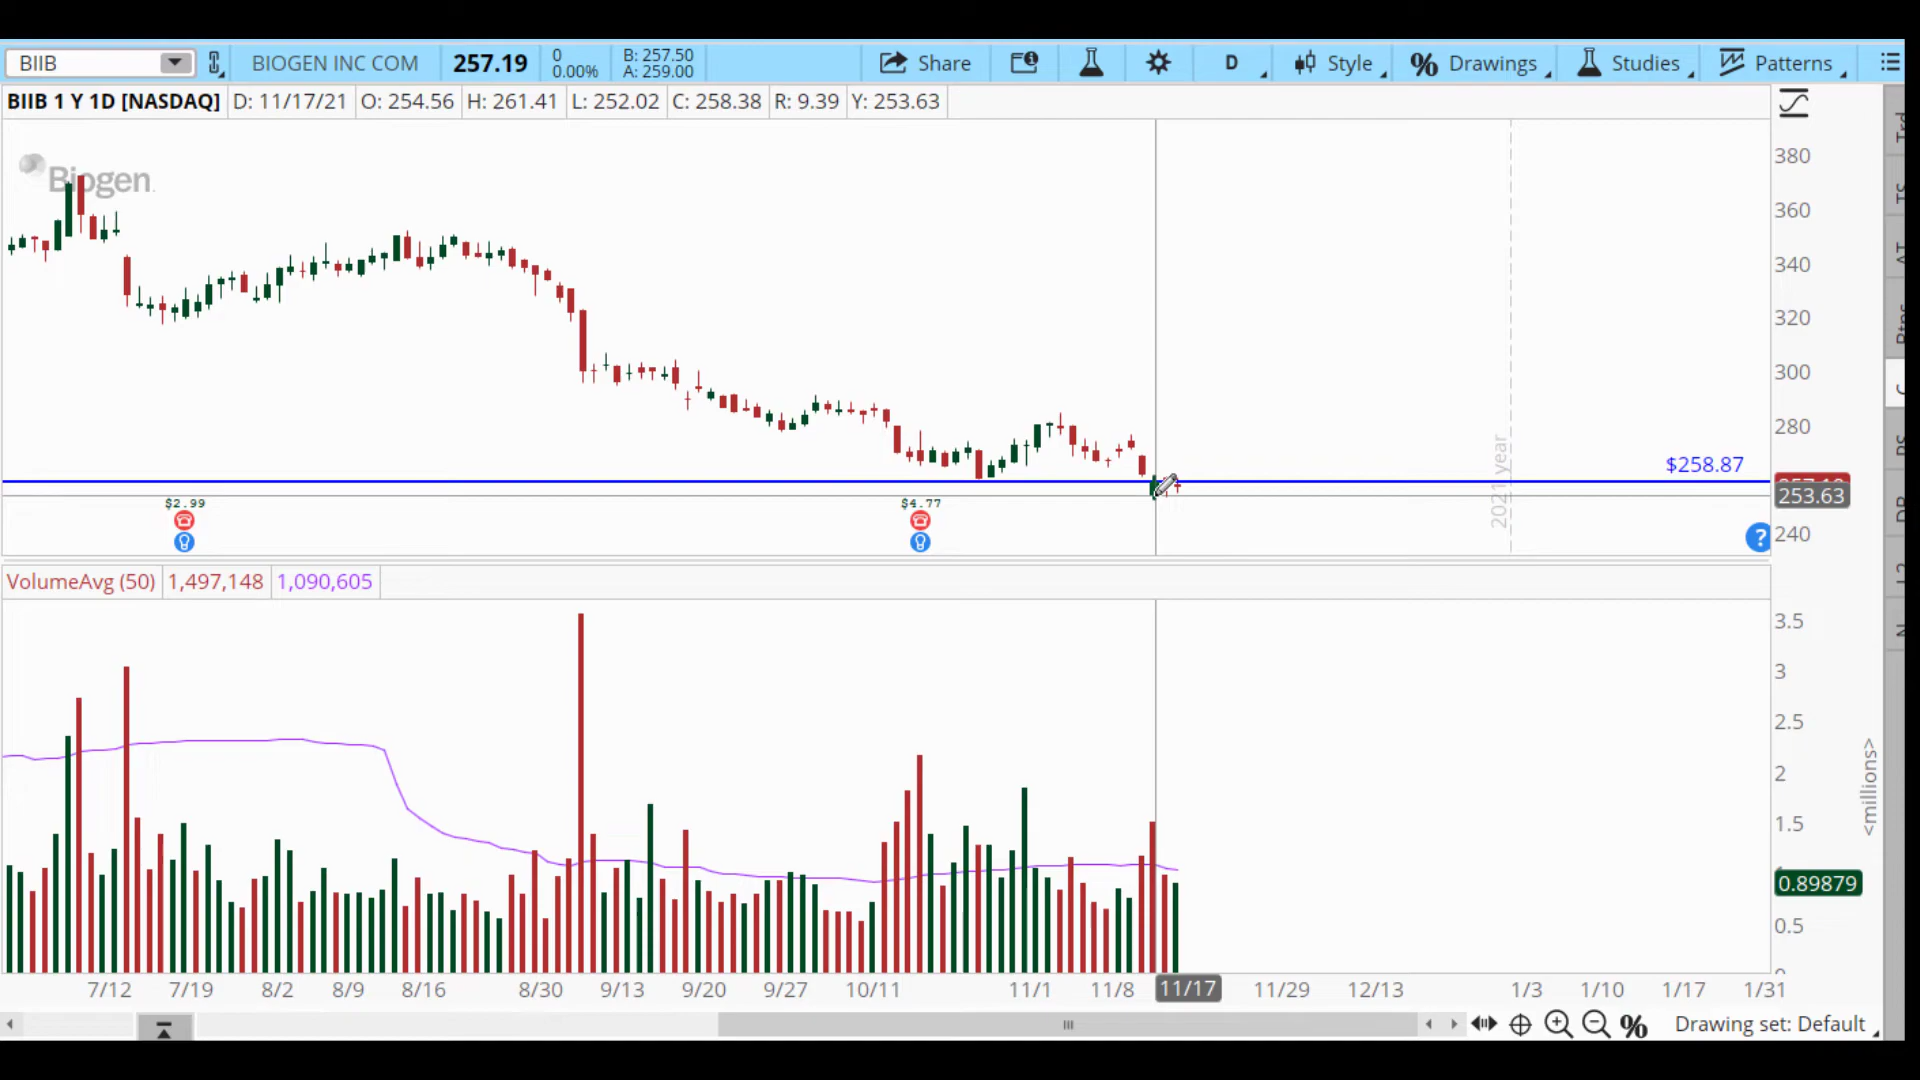 BIIB
BIOGEN INC COM
257.19
0
0.00%
B: 257.50
A: 259.00
Share
D
Style
Drawings
Studies
Patterns
BIIB 1 Y 1D [NASDAQ]
D: 11/17/21
O: 254.56
H: 261.41
L: 252.02
C: 258.38
R: 9.39
Y: 253.63
Biogen
380
360
340
320
300
280
240
2021 year
$258.87
253.63
$2.99
$4.77
?
VolumeAvg (50)
1,497,148
1,090,605
3.5
3
2.5
2
1.5
0.89879
0.5
<millions>
7/12
7/19
8/2
8/9
8/16
8/30
9/13
9/20
9/27
10/11
11/1
11/8
11/17
11/29
12/13
1/3
1/10
1/17
1/31
Drawing set: Default